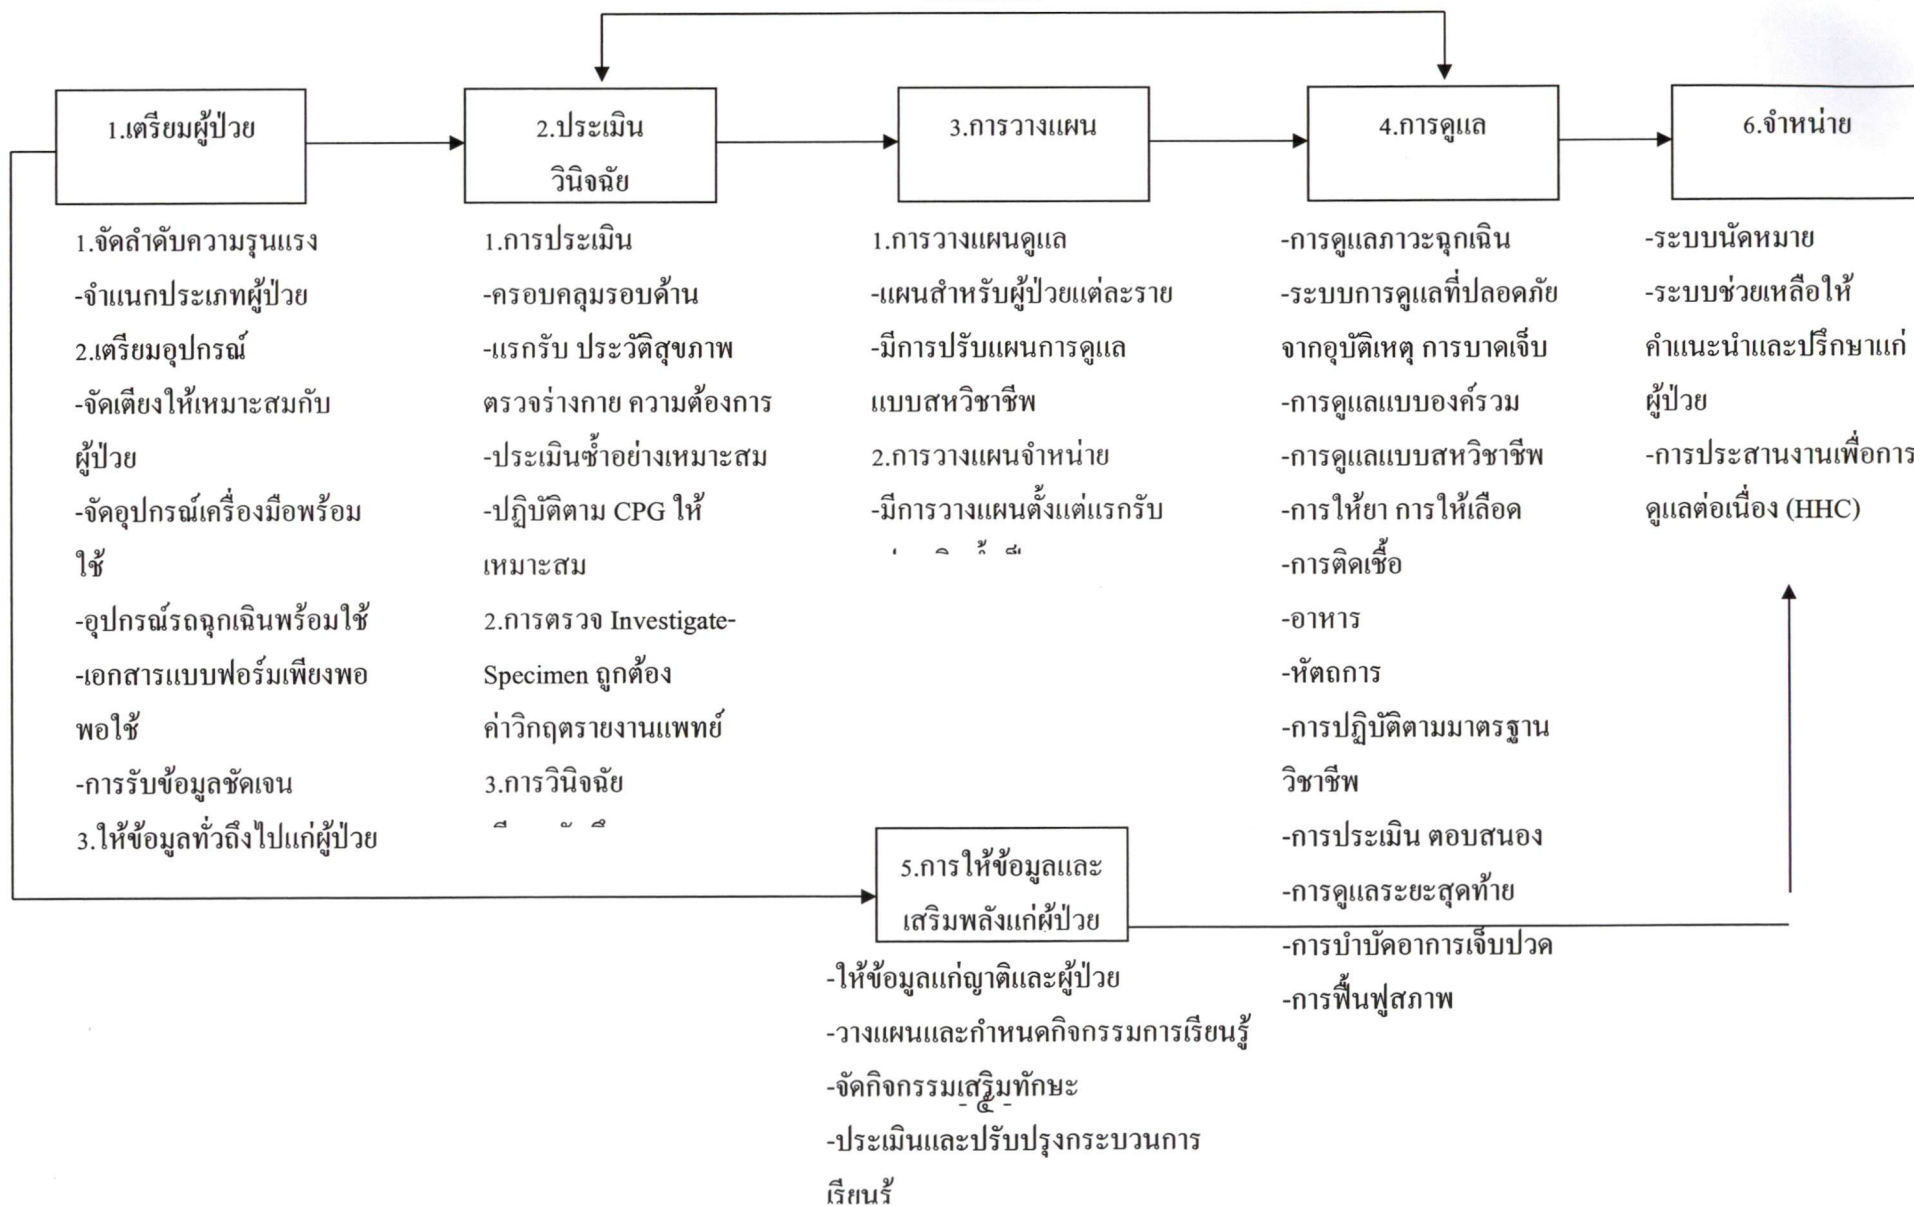 1.เตรียมผู้ป่วย
2.ประเมิน
วินิจฉัย
3.การวางแผน
4.การดูแล
6.จำหน่าย
1.จัดลำดับความรุนแรง
-จำแนกประเภทผู้ป่วย
2.เตรียมอุปกรณ์
-จัดเตียงให้เหมาะสมกับ
ผู้ป่วย
-จัดอุปกรณ์เครื่องมือพร้อม
ใช้
-อุปกรณ์รถฉุกเฉินพร้อมใช้
-เอกสารแบบฟอร์มเพียงพอ
พอใช้
-การรับข้อมูลชัดเจน
3.ให้ข้อมูลทั่วถึงไปแก่ผู้ป่วย
1.การประเมิน
-ครอบคลุมรอบด้าน
-แรกรับ ประวัติสุขภาพ
ตรวจร่างกาย ความต้องการ
-ประเมินซ้ำอย่างเหมาะสม
-ปฏิบัติตาม CPG ให้
เหมาะสม
2.การตรวจ Investigate-
Specimen ถูกต้อง
ค่าวิกฤตรายงานแพทย์
3.การวินิจฉัย
1.การวางแผนดูแล
-แผนสำหรับผู้ป่วยแต่ละราย
-มีการปรับแผนการดูแล
แบบสหวิชาชีพ
2.การวางแผนจำหน่าย
-มีการวางแผนตั้งแต่แรกรับ
-การดูแลภาวะฉุกเฉิน
-ระบบการดูแลที่ปลอดภัย
จากอุบัติเหตุ การบาดเจ็บ
-การดูแลแบบองค์รวม
-การดูแลแบบสหวิชาชีพ
-การให้ยา การให้เลือด
-การติดเชื้อ
-อาหาร
-หัตถการ
-การปฏิบัติตามมาตรฐาน
วิชาชีพ
-การประเมิน ตอบสนอง
-การดูแลระยะสุดท้าย
-การบำบัดอาการเจ็บปวด
-การฟื้นฟูสภาพ
-ระบบนัดหมาย
-ระบบช่วยเหลือให้
คำแนะนำและปรึกษาแก่
ผู้ป่วย
-การประสานงานเพื่อการ
ดูแลต่อเนื่อง (HHC)
5.การให้ข้อมูลและ
เสริมพลังแก่ผู้ป่วย
-ให้ข้อมูลแก่ญาติและผู้ป่วย
-วางแผนและกำหนดกิจกรรมการเรียนรู้
-จัดกิจกรรมเสริมทักษะ
- ๕ -
-ประเมินและปรับปรุงกระบวนการ
เรียนรู้